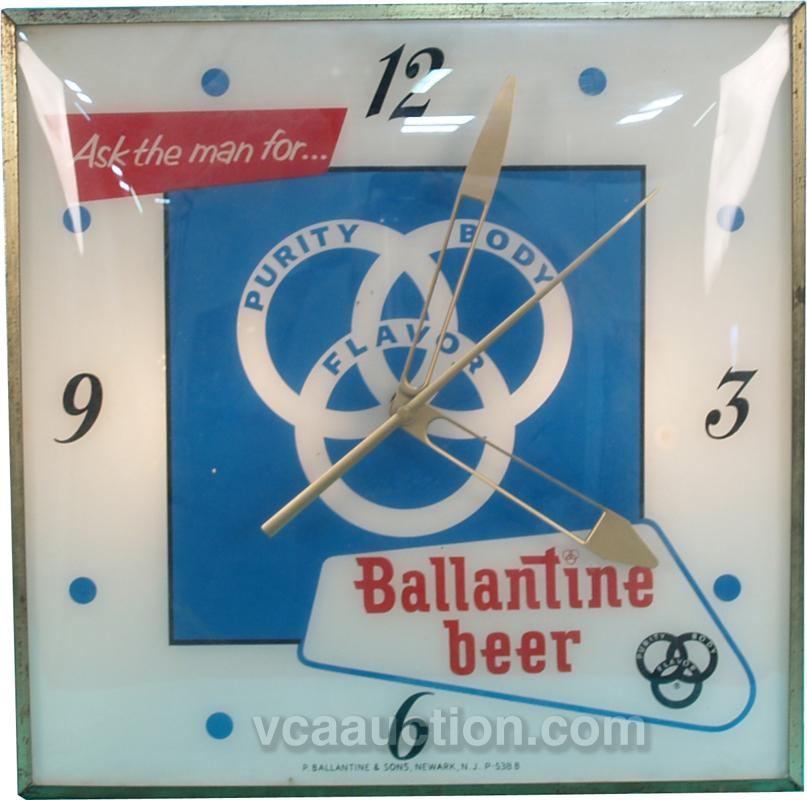 12
Ask the man for...
PURITY
BODY
FLAVOR
9
3
Ballantine
beer
PURITY
BODY
FLAVOR
6
vcaauction.com
P. BALLANTINE & SONS, NEWARK, N. J. P-538 B